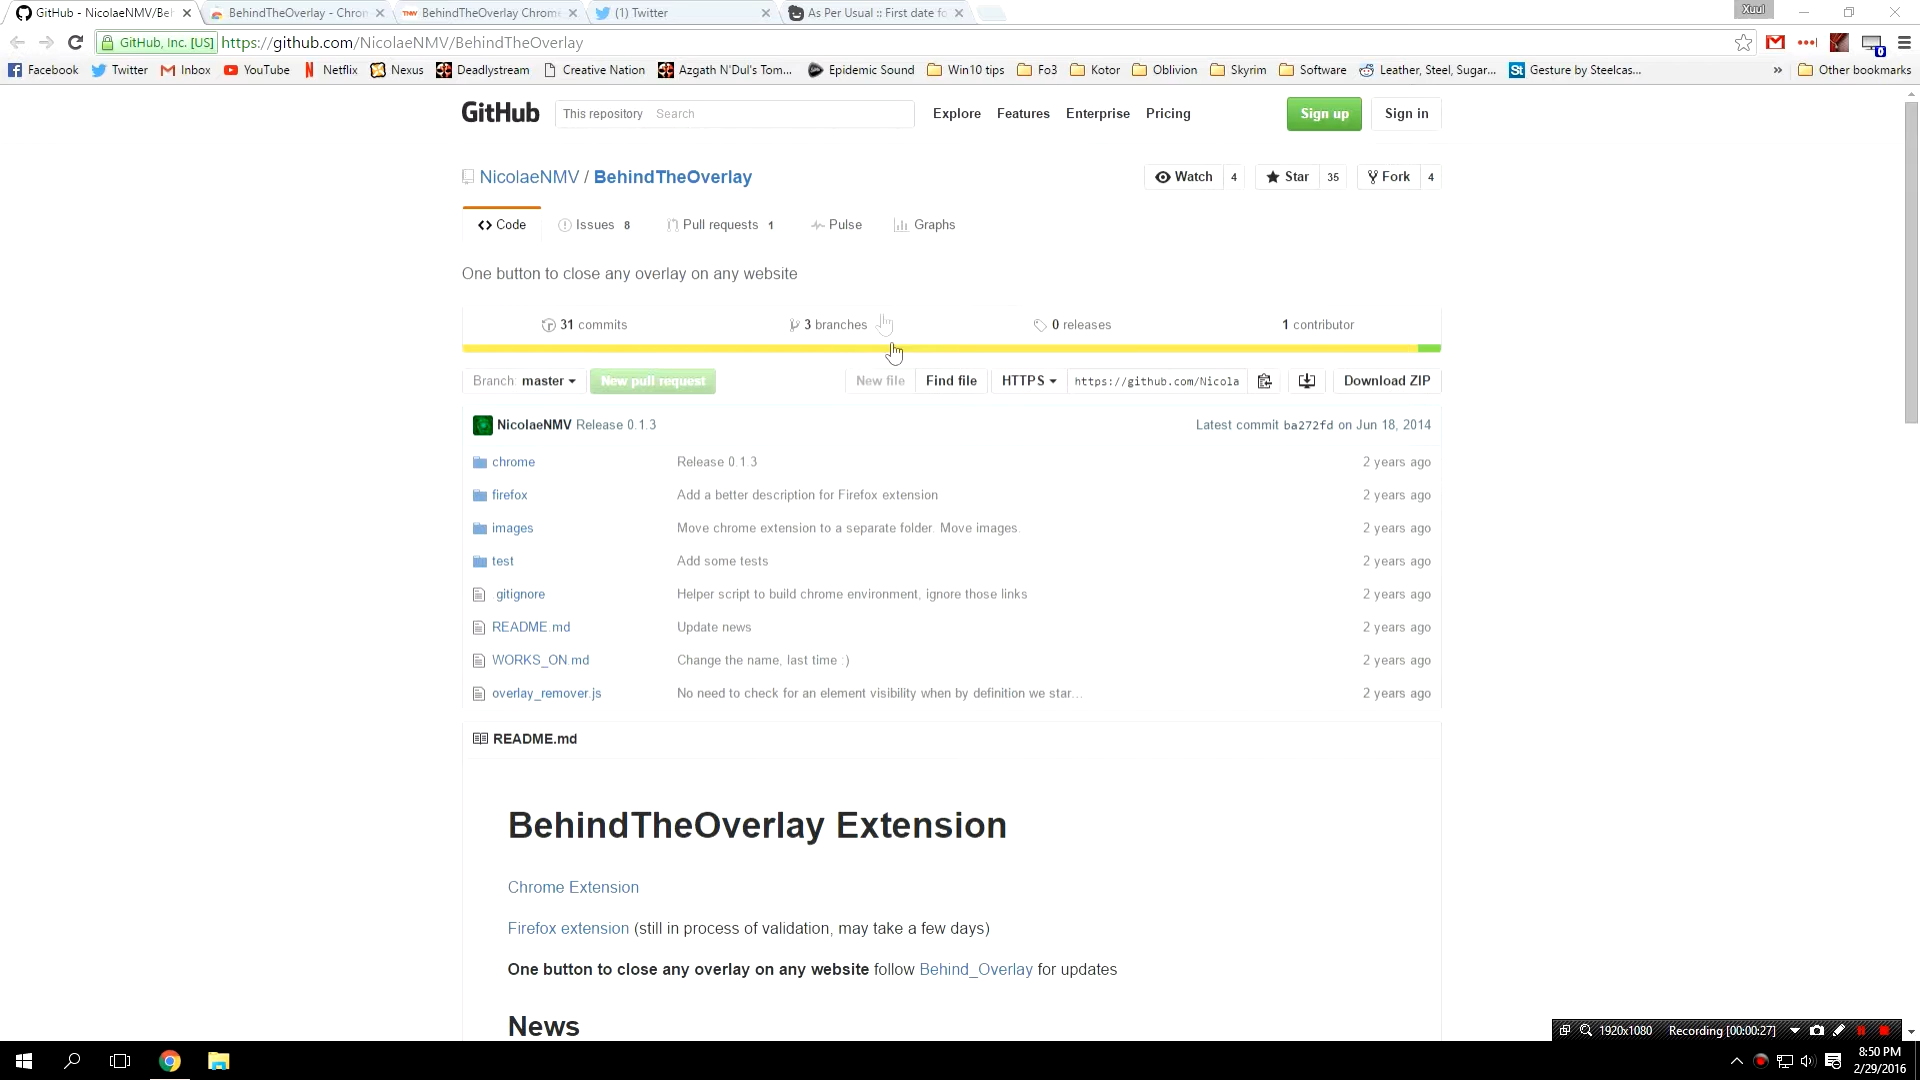 GitHub - NicolaeNMV/Beh
BehindTheOverlay - Chron
TNW BehindTheOverlay Chrome
(1) Twitter
As Per Usual :: First date fo
Xuul
GitHub, Inc. [US] https://github.com/NicolaeNMV/BehindTheOverlay
0
Facebook Twitter Inbox YouTube Netflix Nexus Deadlystream Creative Nation Azgath N'Dul's Tom... Epidemic Sound Win10 tips Fo3 Kotor Oblivion Skyrim Software Leather, Steel, Sugar... St Gesture by Steelcas... » Other bookmarks
GitHub This repository Search Explore Features Enterprise Pricing Sign up Sign in
NicolaeNMV / BehindTheOverlay Watch 4 Star 35 Fork 4
Code Issues 8 Pull requests 1 Pulse Graphs
One button to close any overlay on any website
31 commits 3 branches 0 releases 1 contributor
Branch: master New pull request New file Find file HTTPS https://github.com/Nicola Download ZIP
NicolaeNMV Release 0.1.3 Latest commit ba272fd on Jun 18, 2014
chrome Release 0.1.3 2 years ago
firefox Add a better description for Firefox extension 2 years ago
images Move chrome extension to a separate folder. Move images. 2 years ago
test Add some tests 2 years ago
.gitignore Helper script to build chrome environment, ignore those links 2 years ago
README.md Update news 2 years ago
WORKS_ON.md Change the name, last time :) 2 years ago
overlay_remover.js No need to check for an element visibility when by definition we star… 2 years ago
README.md
BehindTheOverlay Extension
Chrome Extension
Firefox extension (still in process of validation, may take a few days)
One button to close any overlay on any website follow Behind_Overlay for updates
News
1920x1080 Recording [00:00:27]
8:50 PM
2/29/2016